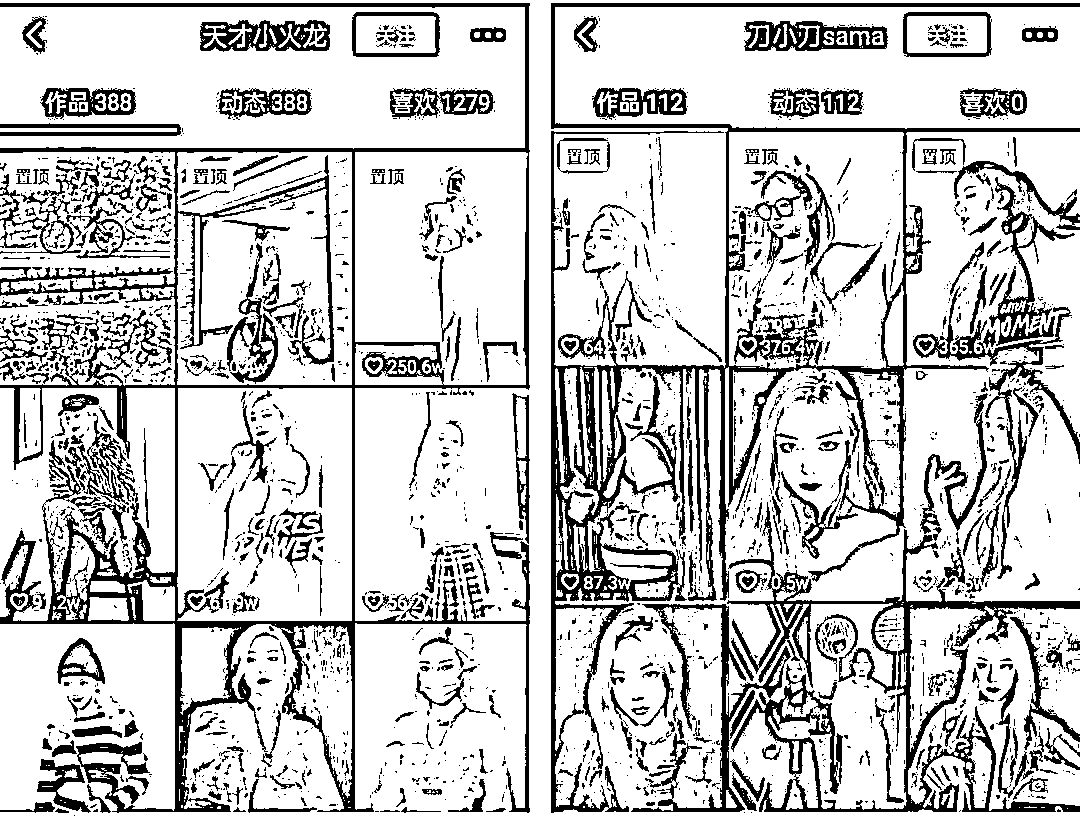 天才小火龙 关注
作品 388 动态 388 喜欢 1279
置顶 置顶 置顶
250.6w
GIRLS
POWER
61.9w
刀小刀sama 关注
作品 112 动态 112 喜欢 0
置顶 置顶 置顶
376.4w 365.6w
MOMENT
87.3w 70.5w